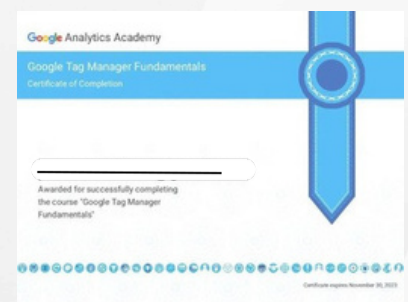 Google Analytics Academy
Google Tag Manager Fundamentals
Certificate of Completion
Awarded for successfully completing
the course "Google Tag Manager
Fundamentals"
Certificate expires November 30, 2023